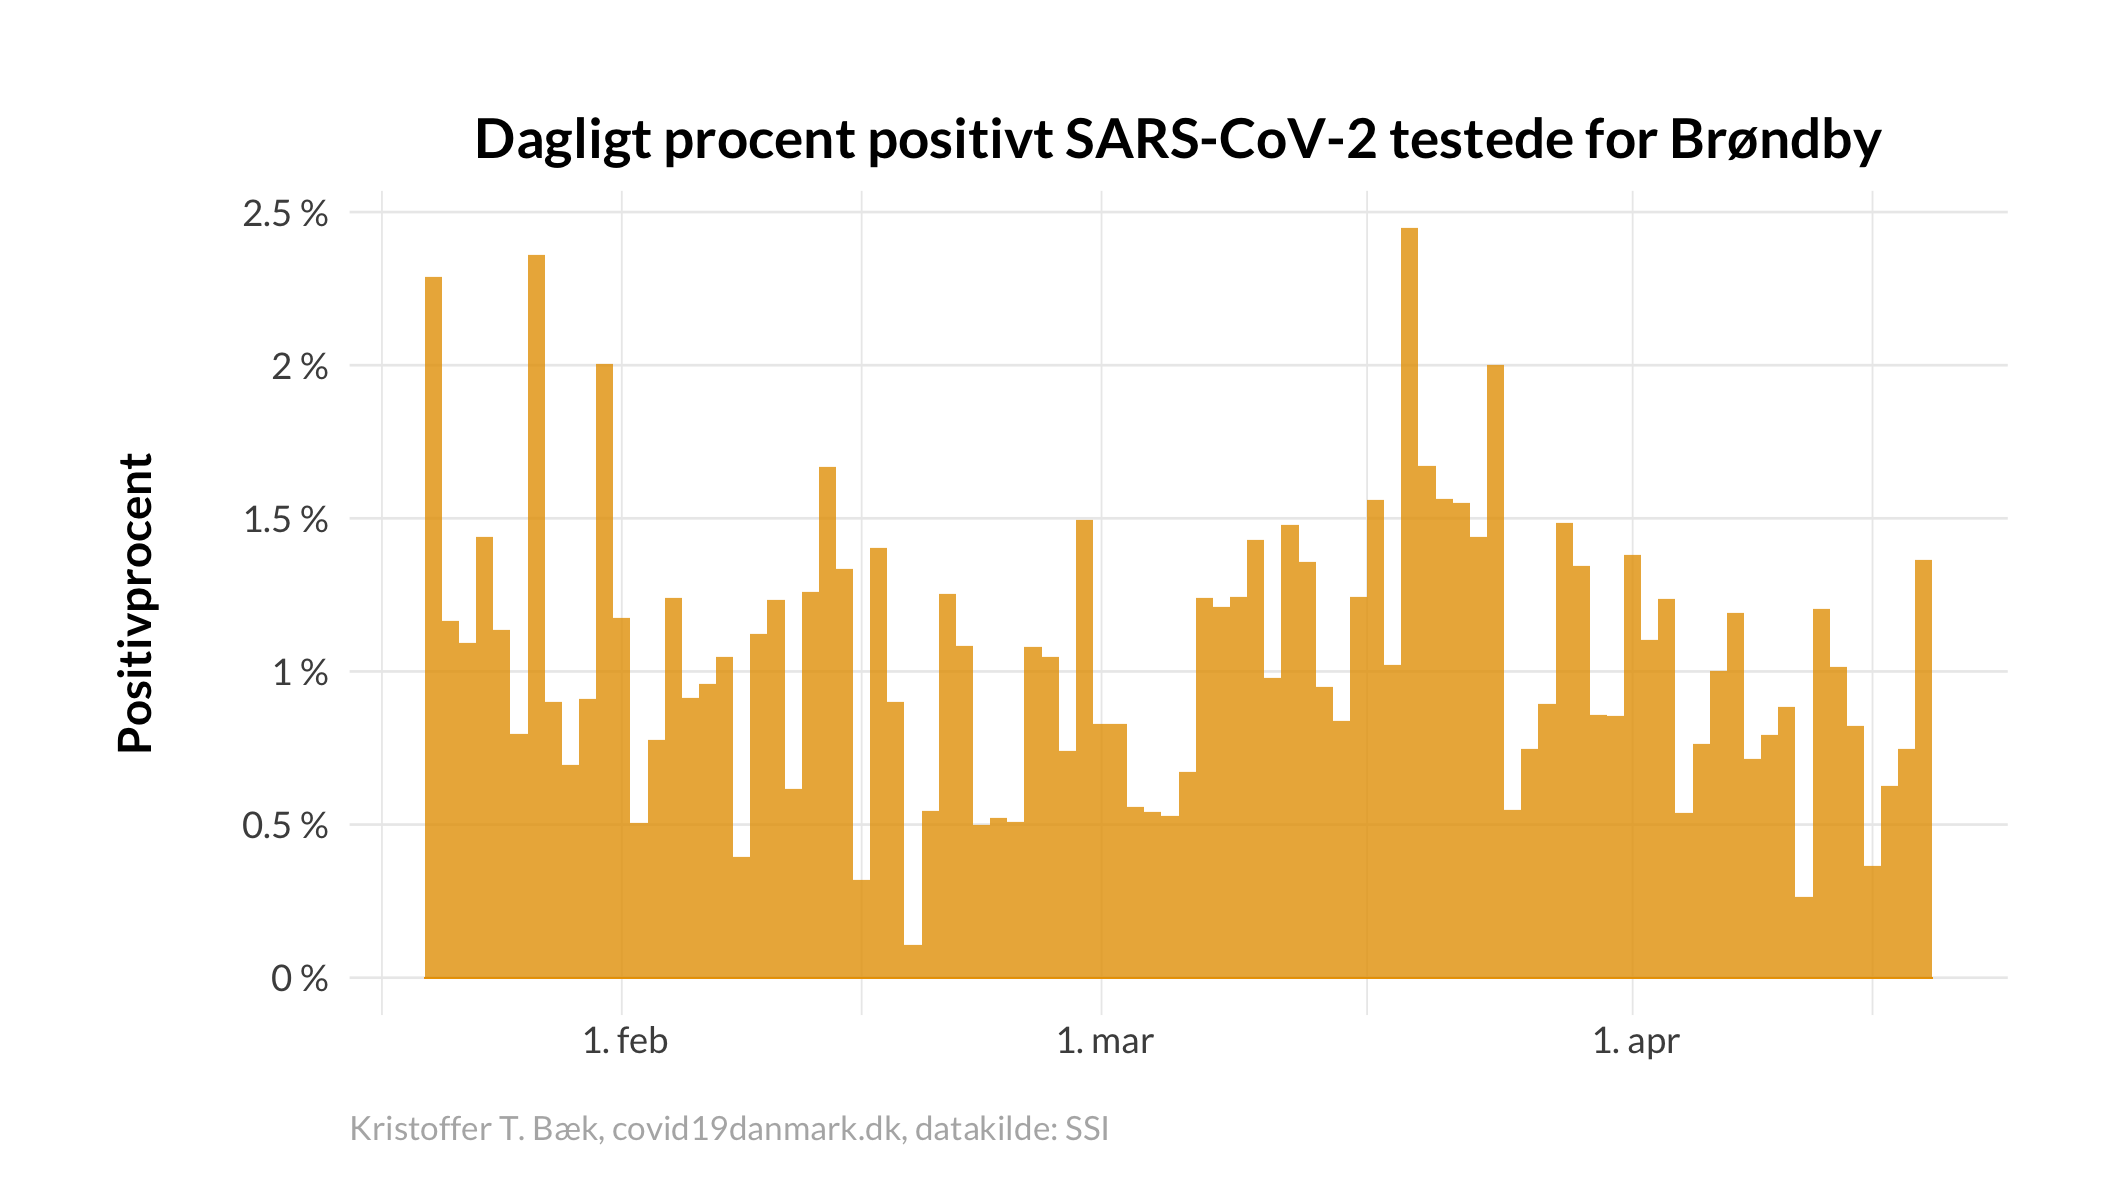 Dagligt procent positivt SARS-CoV-2 testede for Brøndby
Positivprocent
2.5 %
2 %
1.5 %
1 %
0.5 %
0 %
1. feb
1. mar
1. apr
Kristoffer T. Bæk, covid19danmark.dk, datakilde: SSI